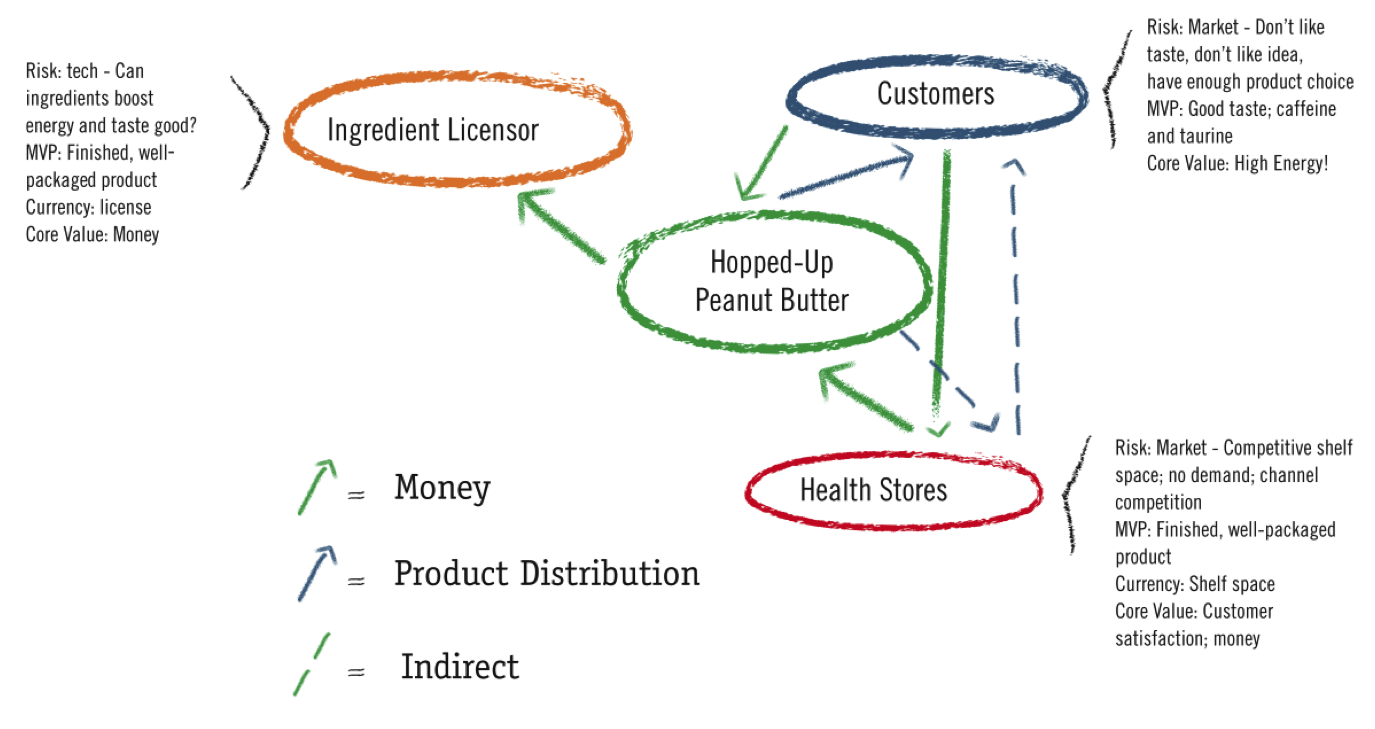 Risk: tech - Can
ingredients boost
energy and taste good?
MVP: Finished, well-
packaged product
Currency: license
Core Value: Money
Ingredient Licensor
Customers
Risk: Market - Don’t like
taste, don’t like idea,
have enough product choice
MVP: Good taste; caffeine
and taurine
Core Value: High Energy!
Hopped-Up
Peanut Butter
Health Stores
Risk: Market - Competitive shelf
space; no demand; channel
competition
MVP: Finished, well-packaged
product
Currency: Shelf space
Core Value: Customer
satisfaction; money
= Money
= Product Distribution
= Indirect